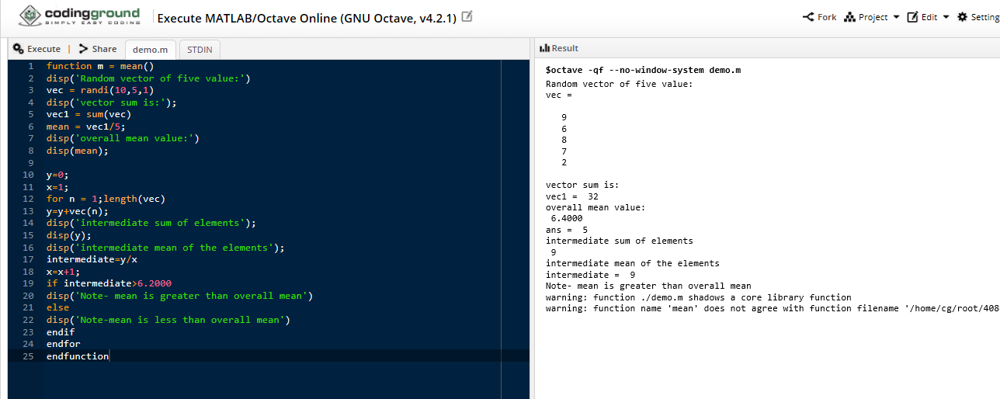 codingground
SIMPLY EASY CODING
Execute MATLAB/Octave Online (GNU Octave, v4.2.1)
Fork Project Edit Setting
Execute | Share demo.m STDIN
1 function m = mean()
2 disp('Random vector of five value:')
3 vec = randi(10,5,1)
4 disp('vector sum is:');
5 vec1 = sum(vec)
6 mean = vec1/5;
7 disp('overall mean value:')
8 disp(mean);
9
10 y=0;
11 x=1;
12 for n = 1;length(vec)
13 y=y+vec(n);
14 disp('intermediate sum of elements');
15 disp(y);
16 disp('intermediate mean of the elements');
17 intermediate=y/x
18 x=x+1;
19 if intermediate>6.2000
20 disp('Note- mean is greater than overall mean')
21 else
22 disp('Note-mean is less than overall mean')
23 endif
24 endfor
25 endfunction
Result
$octave -qf --no-window-system demo.m
Random vector of five value:
vec =
9
6
8
7
2
vector sum is:
vec1 = 32
overall mean value:
6.4000
ans = 5
intermediate sum of elements
9
intermediate mean of the elements
intermediate = 9
Note- mean is greater than overall mean
warning: function ./demo.m shadows a core library function
warning: function name 'mean' does not agree with function filename '/home/cg/root/408